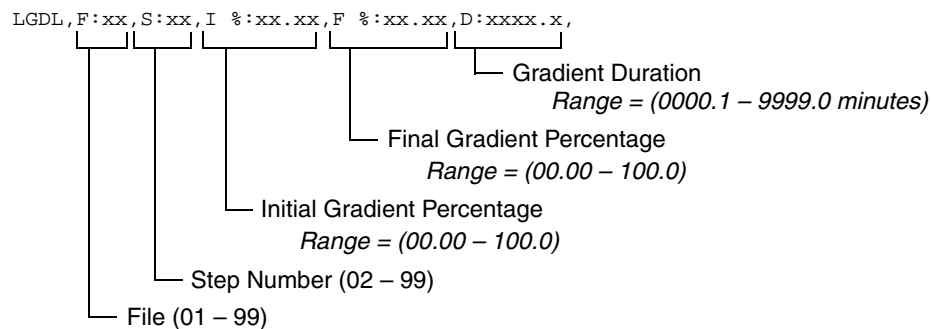 LGDL,F:xx,S:xx,I %:xx.xx,F %:xx.xx,D:xxxx.x,
Gradient Duration
Range = (0000.1 – 9999.0 minutes)
Final Gradient Percentage
Range = (00.00 – 100.0)
Initial Gradient Percentage
Range = (00.00 – 100.0)
Step Number (02 – 99)
File (01 – 99)